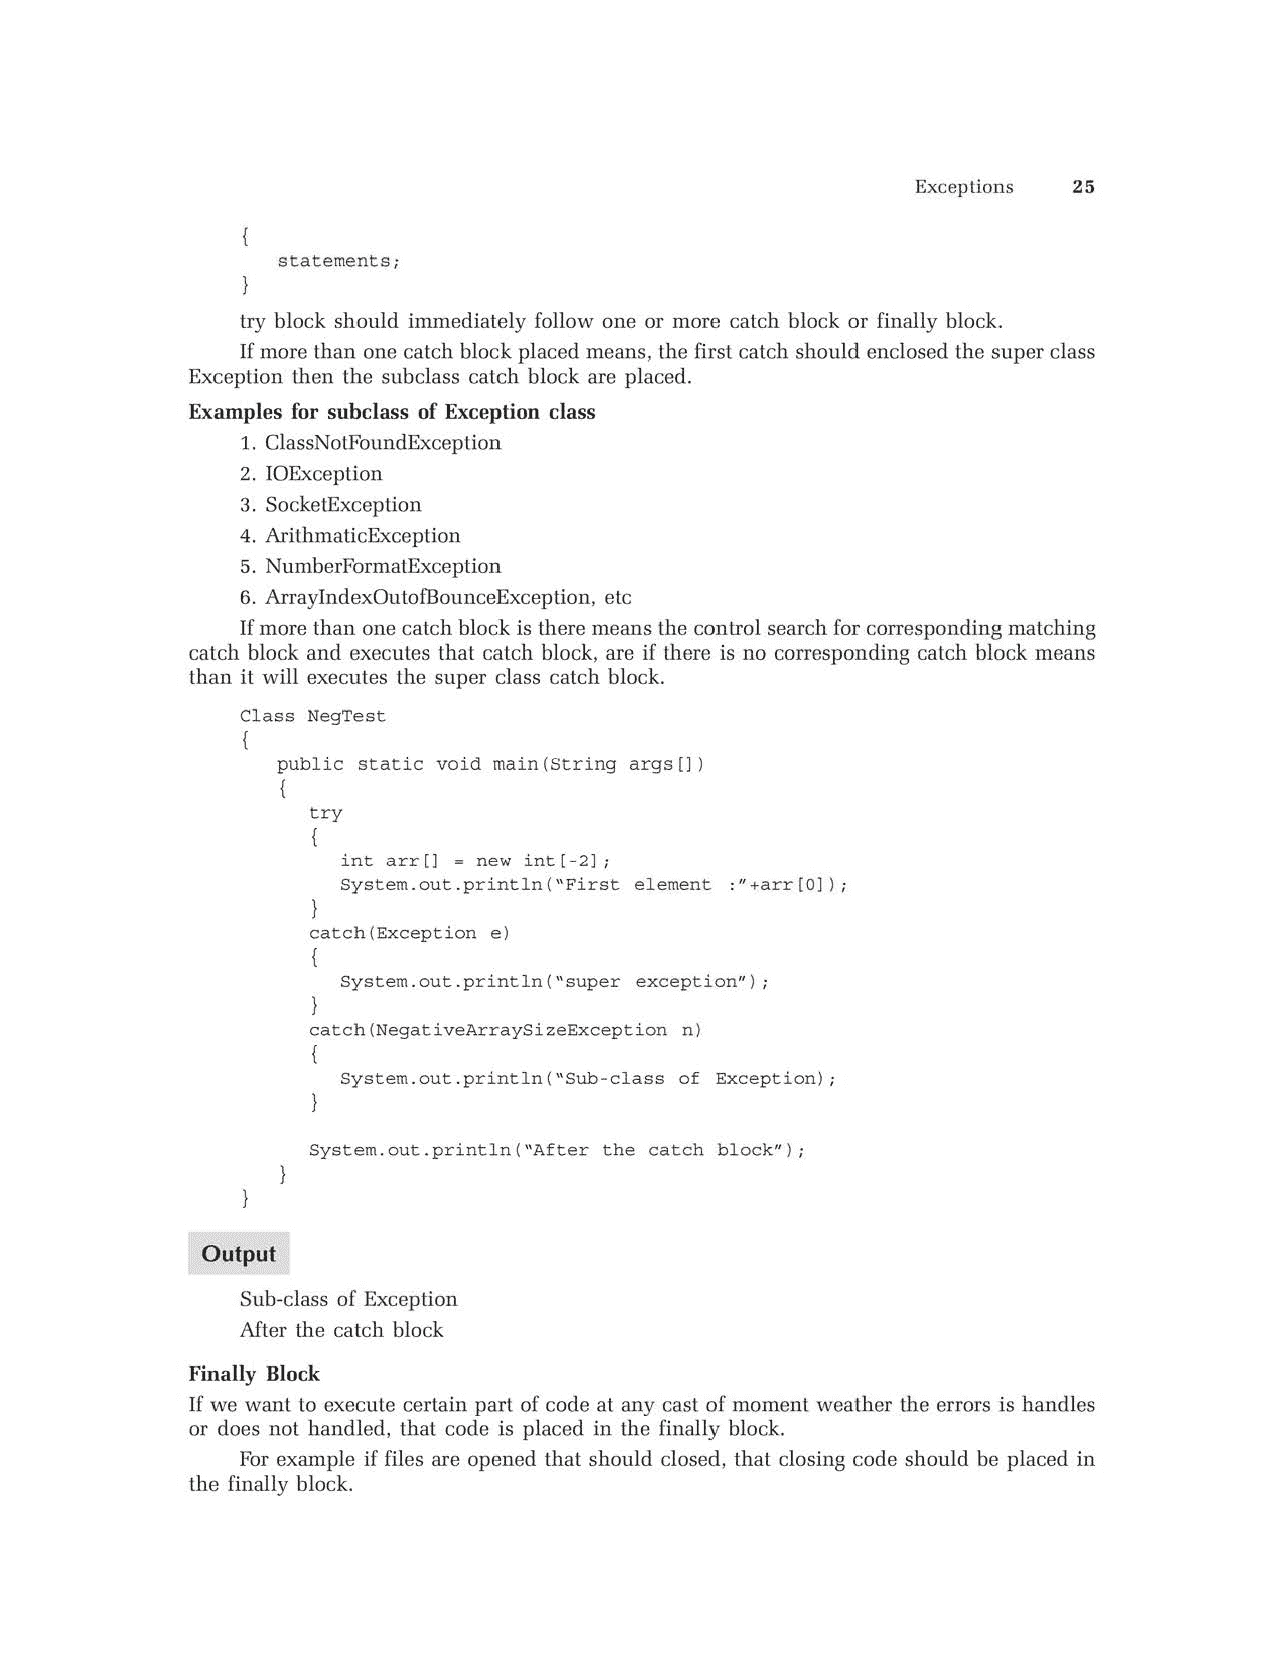 Exceptions 25
{
statements;
}
try block should immediately follow one or more catch block or finally block.
If more than one catch block placed means, the first catch should enclosed the super class
Exception then the subclass catch block are placed.
Examples for subclass of Exception class
1. ClassNotFoundException
2. IOException
3. SocketException
4. ArithmaticException
5. NumberFormatException
6. ArrayIndexOutofBounceException, etc
If more than one catch block is there means the control search for corresponding matching
catch block and executes that catch block, are if there is no corresponding catch block means
than it will executes the super class catch block.
Class NegTest
{
public static void main(String args[])
{
try
{
int arr[] = new int[-2];
System.out.println("First element :"+arr[0]);
}
catch(Exception e)
{
System.out.println("super exception");
}
catch(NegativeArraySizeException n)
{
System.out.println("Sub-class of Exception);
}
System.out.println("After the catch block");
}
}
Output
Sub-class of Exception
After the catch block
Finally Block
If we want to execute certain part of code at any cast of moment weather the errors is handles
or does not handled, that code is placed in the finally block.
For example if files are opened that should closed, that closing code should be placed in
the finally block.